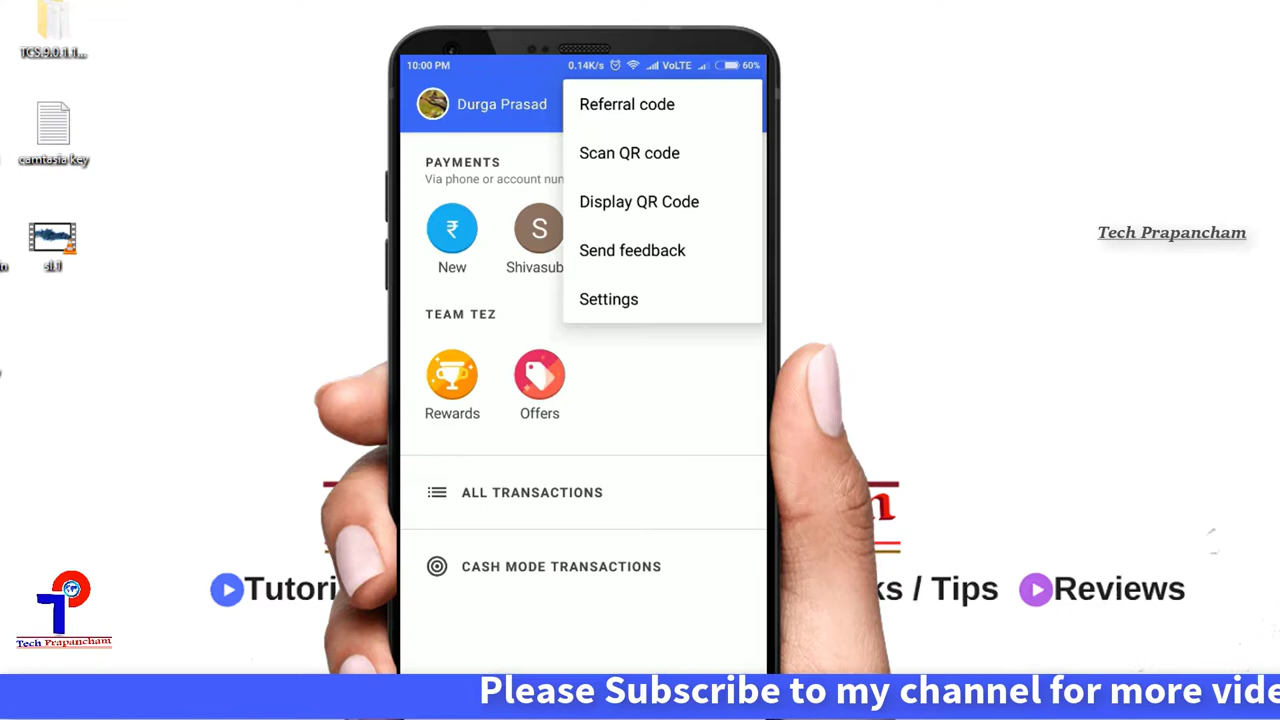 TCS.9.0.1.1...
camtasia key
sl.1
10:00 PM
0.14K/s
VoLTE
60%
Durga Prasad
Referral code
Scan QR code
Display QR Code
Send feedback
Settings
PAYMENTS
Via phone or account num
₹
S
New
Shivasub
TEAM TEZ
Rewards
Offers
ALL TRANSACTIONS
CASH MODE TRANSACTIONS
Tech Prapancham
Tutori
ks / Tips
Reviews
Tech Prapancham
Please Subscribe to my channel for more vide